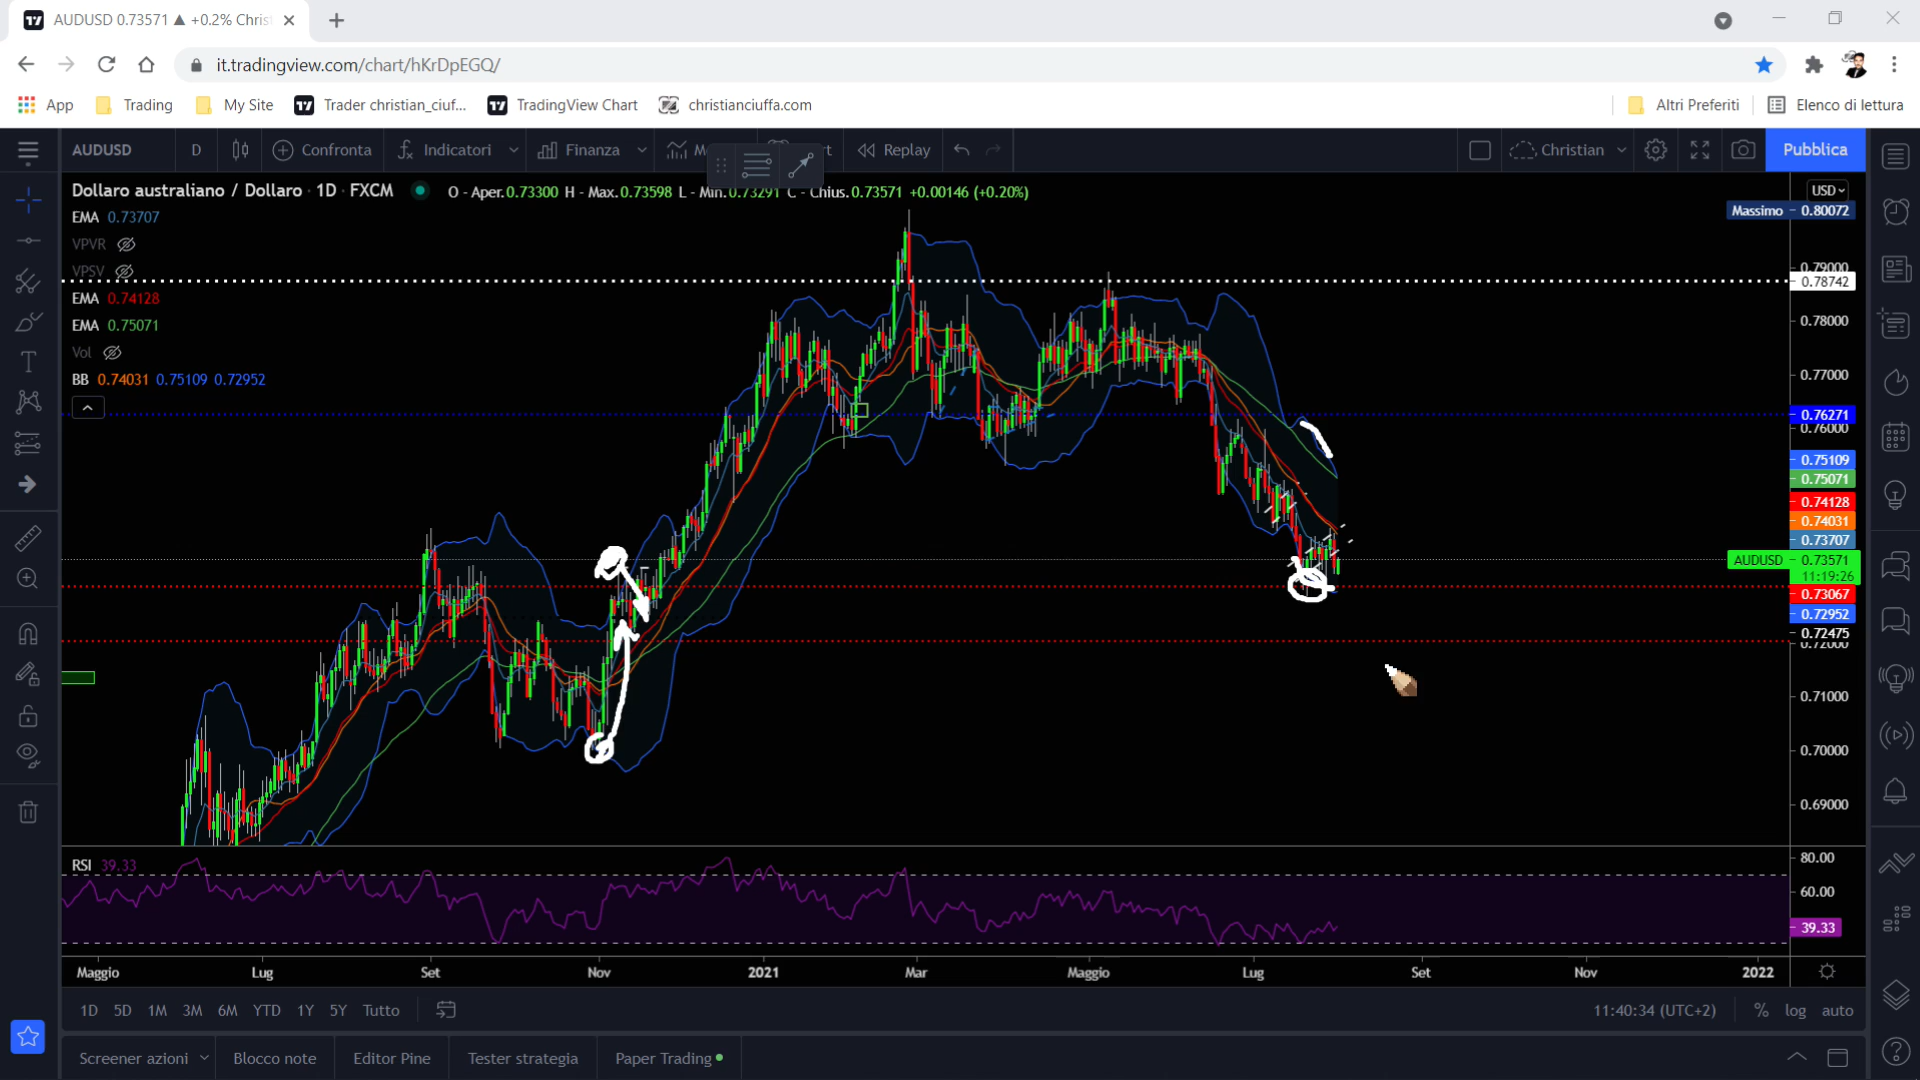 AUDUSD 0.73571 ▲ +0.2% Chris
it.tradingview.com/chart/hKrDpEGQ/
App Trading My Site Trader christian_ciuf... TradingView Chart christianciuffa.com Altri Preferiti Elenco di lettura
AUDUSD D Confronta Indicatori Finanza Replay Christian Pubblica
Dollaro australiano / Dollaro · 1D · FXCM O - Aper.0.73300 H - Max.0.73598 L - Min.0.73291 C - Chius.0.73571 +0.00146 (+0.20%)
USD
Massimo 0.80072
EMA 0.73707
VPVR
VPSV
EMA 0.74128
EMA 0.75071
Vol
BB 0.74031 0.75109 0.72952
0.79000
0.78742
0.78000
0.77000
0.76271
0.76000
0.75109
0.75071
0.74128
0.74031
0.73707
AUDUSD 0.73571
11:19:26
0.73067
0.72952
0.72475
0.72000
0.71000
0.70000
0.69000
RSI 39.33
80.00
60.00
39.33
Maggio Lug Set Nov 2021 Mar Maggio Lug Set Nov 2022
1D 5D 1M 3M 6M YTD 1Y 5Y Tutto 11:40:34 (UTC+2) % log auto
Screener azioni Blocco note Editor Pine Tester strategia Paper Trading